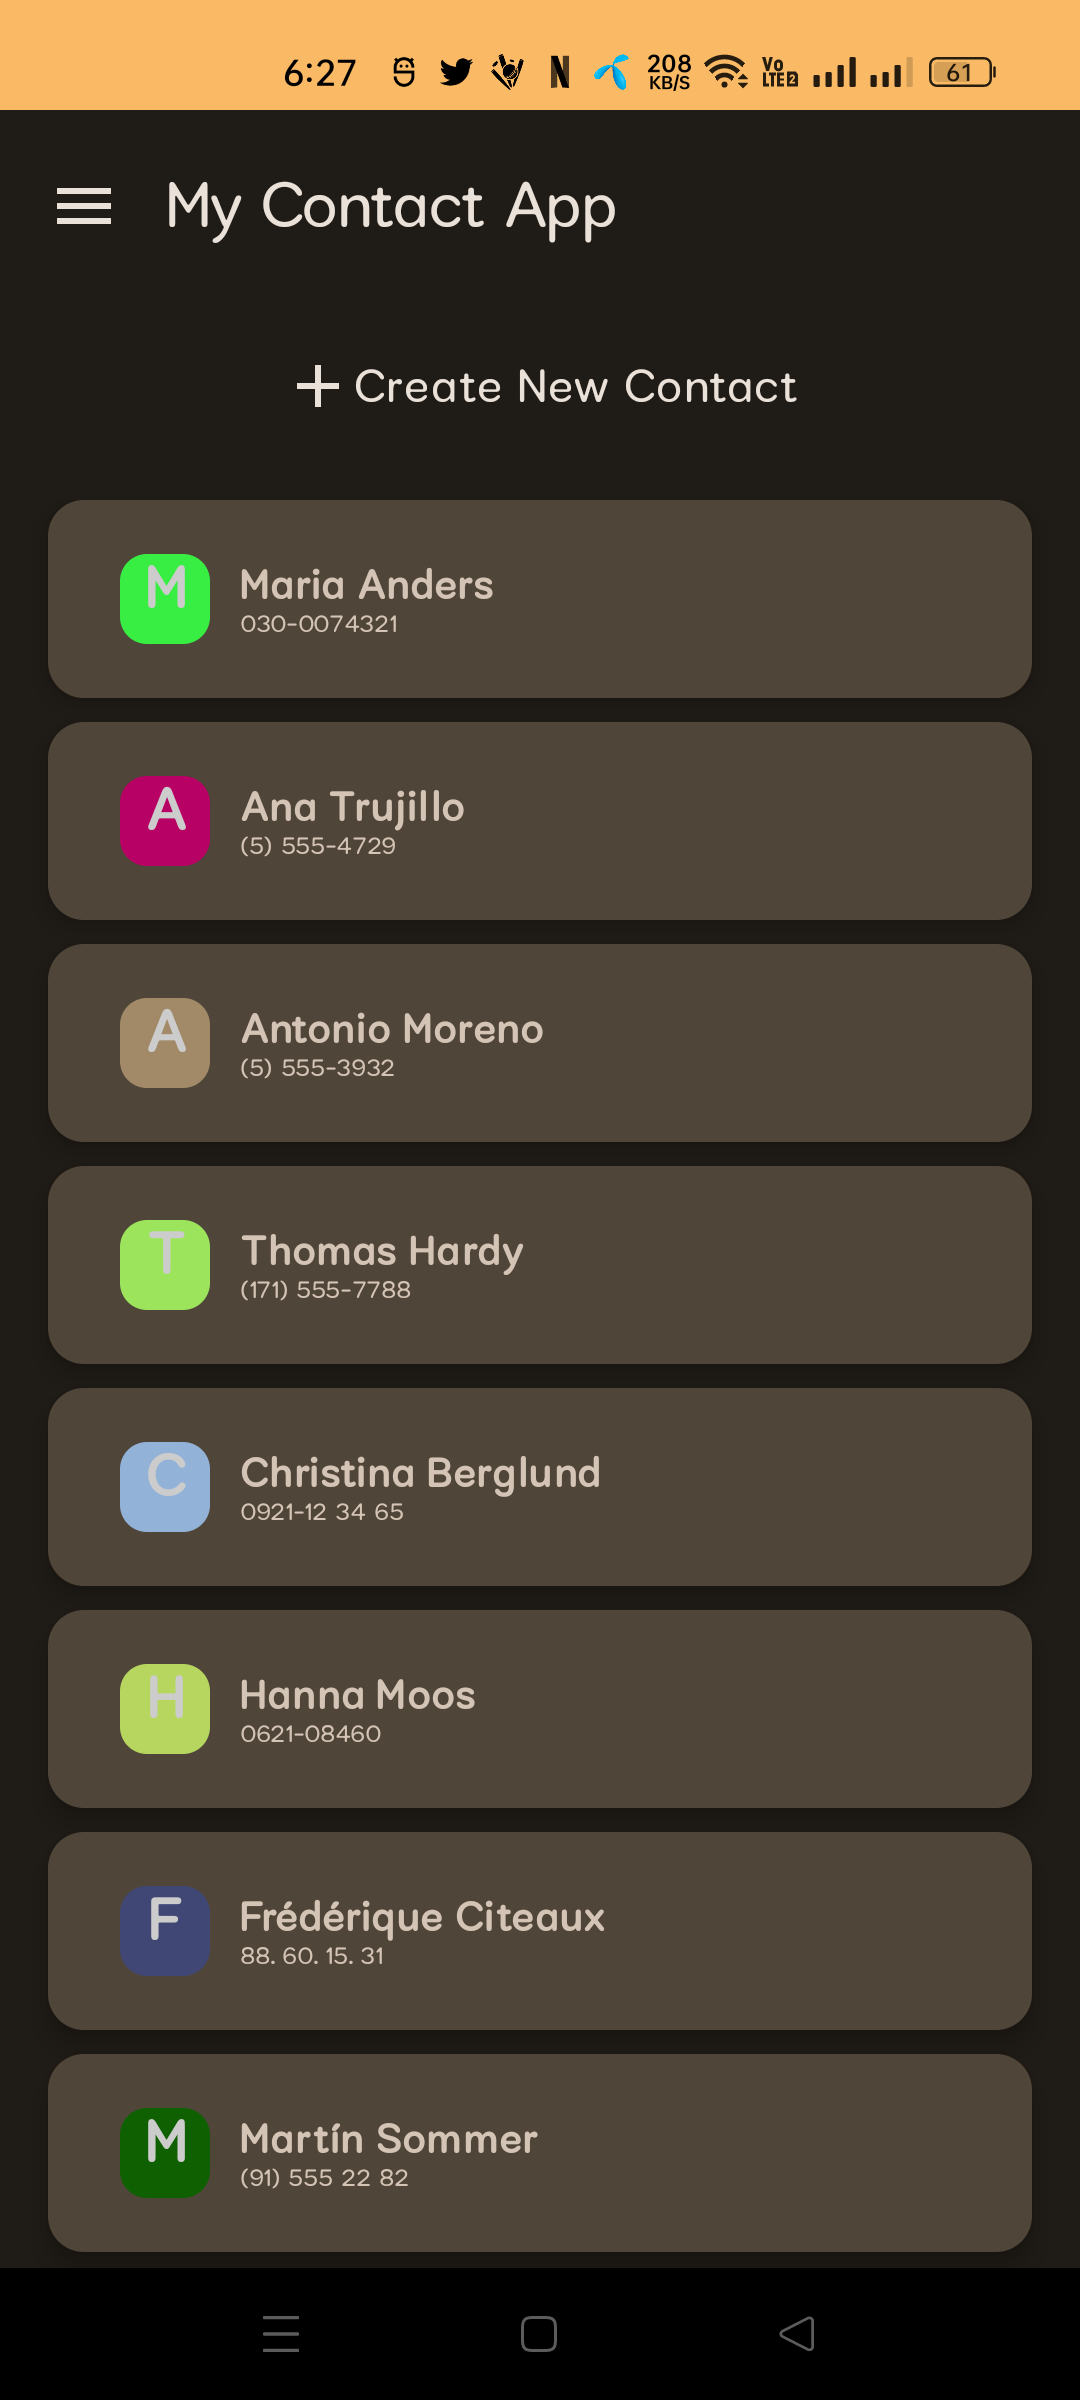 6:27 208 KB/S Vo LTE 2 61
My Contact App
Create New Contact
M
Maria Anders
030-0074321
A
Ana Trujillo
(5) 555-4729
A
Antonio Moreno
(5) 555-3932
T
Thomas Hardy
(171) 555-7788
C
Christina Berglund
0921-12 34 65
H
Hanna Moos
0621-08460
F
Frédérique Citeaux
88. 60. 15. 31
M
Martín Sommer
(91) 555 22 82